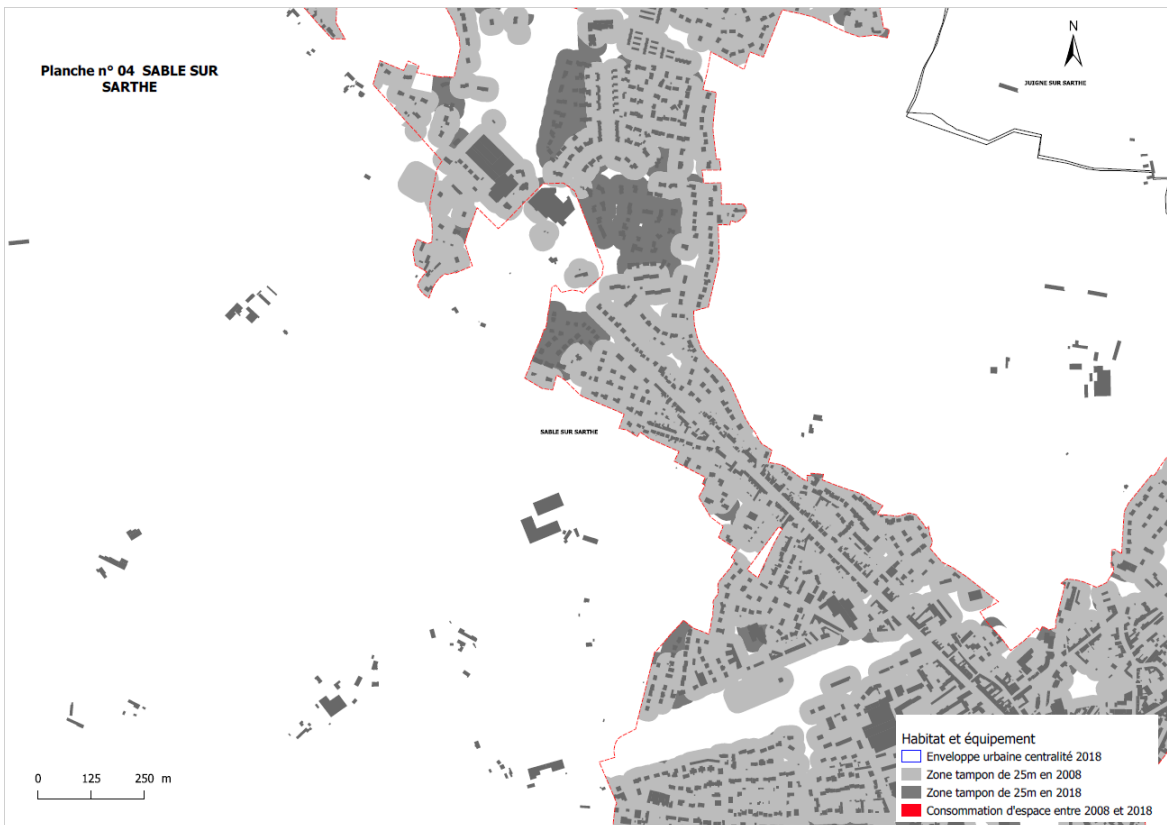 Planche n° 04 SABLE SUR
SARTHE
N
JUIGNE SUR SARTHE
SABLE SUR SARTHE
0 125 250 m
Habitat et équipement
Enveloppe urbaine centralité 2018
Zone tampon de 25m en 2008
Zone tampon de 25m en 2018
Consommation d'espace entre 2008 et 2018